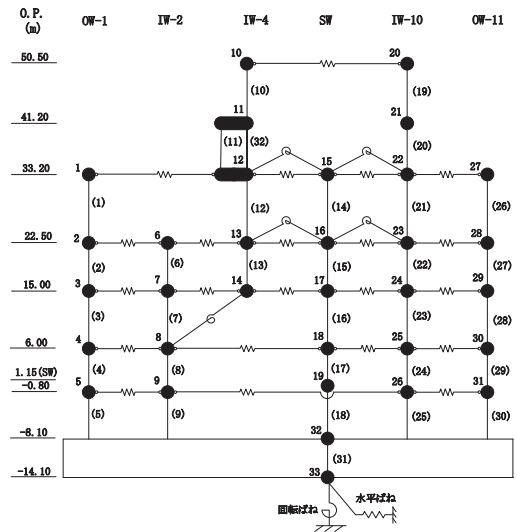 O.P. OW-1 IW-2 IW-4 SW IW-10 OW-11
(m)
50.50 10 20
(10) (19)
41.20 11 21
(11) (32) (20)
33.20 1 12 15 22 27
(1) (12) (14) (21) (26)
22.50 2 6 13 16 23 28
(2) (6) (13) (15) (22) (27)
15.00 3 7 14 17 24 29
(3) (7) (16) (23) (28)
6.00 4 8 18 25 30
1.15(SW) (4) (8) (17) (24) (29)
-0.80 5 9 19 26 31
(5) (9) (18) (25) (30)
-8.10 32
(31)
-14.10 33
水平ばね
回転ばね